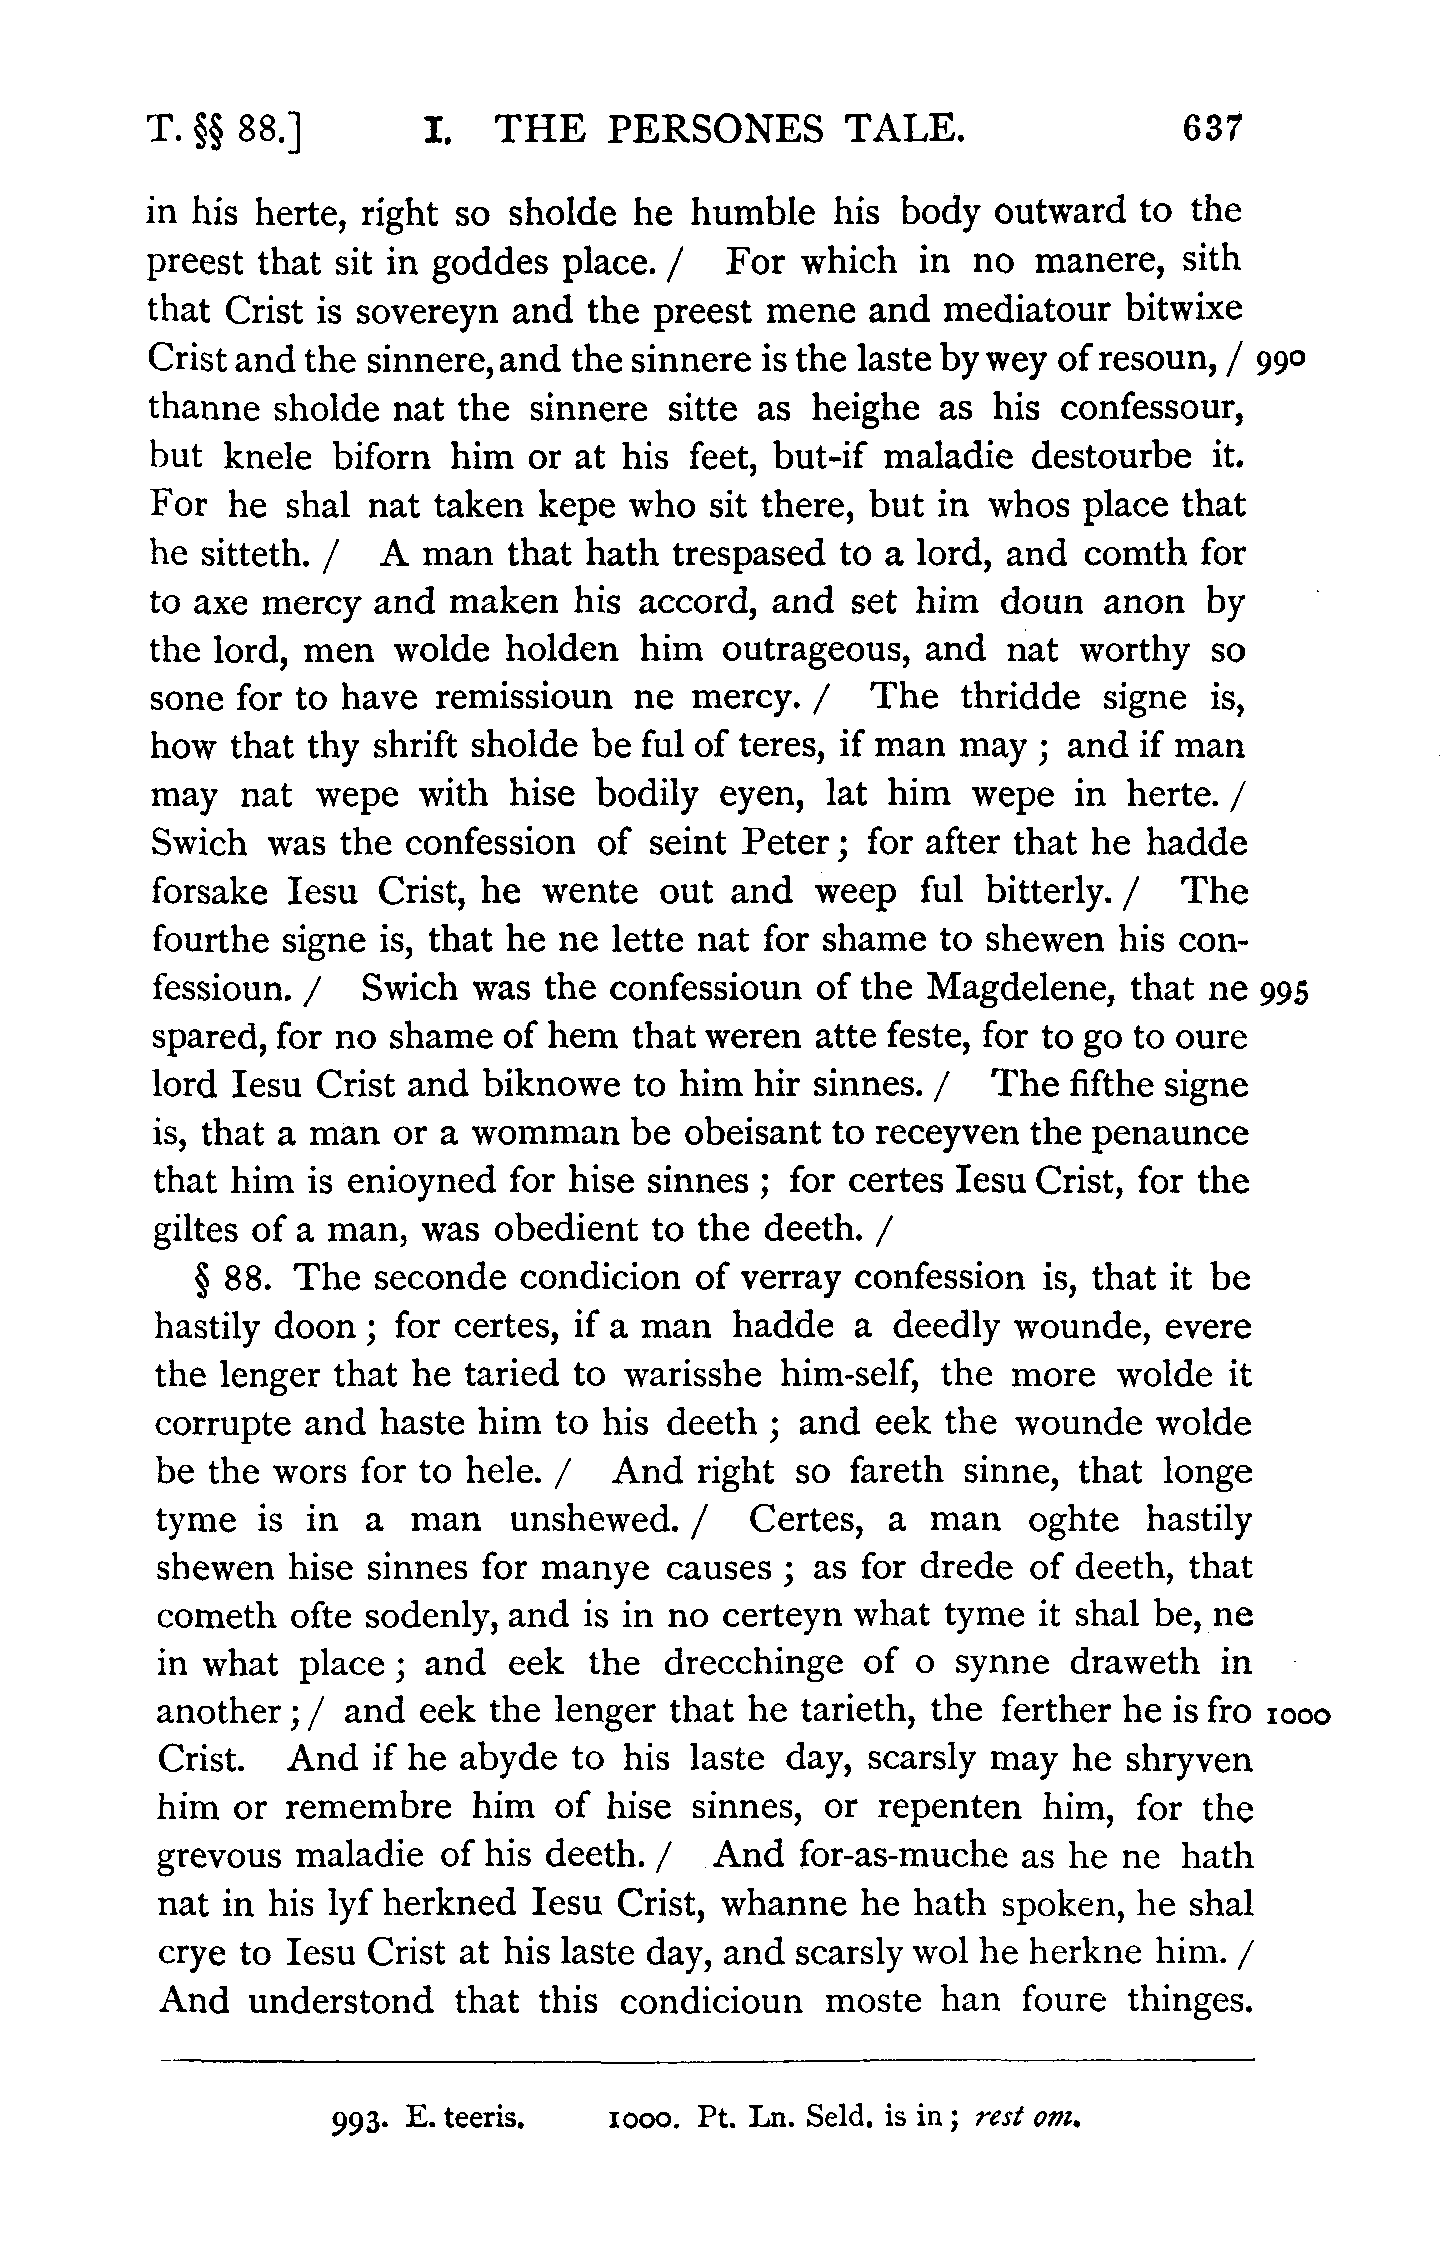 T. §§ 88.] I. THE PERSONES TALE. 637
in his herte, right so sholde he humble his body outward to the
preest that sit in goddes place. / For which in no manere, sith
that Crist is sovereyn and the preest mene and mediatour bitwixe
Crist and the sinnere, and the sinnere is the laste by wey of resoun, / 990
thanne sholde nat the sinnere sitte as heighe as his confessour,
but knele biforn him or at his feet, but-if maladie destourbe it.
For he shal nat taken kepe who sit there, but in whos place that
he sitteth. / A man that hath trespased to a lord, and comth for
to axe mercy and maken his accord, and set him doun anon by
the lord, men wolde holden him outrageous, and nat worthy so
sone for to have remissioun ne mercy. / The thridde signe is,
how that thy shrift sholde be ful of teres, if man may ; and if man
may nat wepe with hise bodily eyen, lat him wepe in herte. /
Swich was the confession of seint Peter ; for after that he hadde
forsake Iesu Crist, he wente out and weep ful bitterly. / The
fourthe signe is, that he ne lette nat for shame to shewen his con-
fessioun. / Swich was the confessioun of the Magdelene, that ne 995
spared, for no shame of hem that weren atte feste, for to go to oure
lord Iesu Crist and biknowe to him hir sinnes. / The fifthe signe
is, that a man or a womman be obeisant to receyven the penaunce
that him is enioyned for hise sinnes ; for certes Iesu Crist, for the
giltes of a man, was obedient to the deeth. /
§ 88. The seconde condicion of verray confession is, that it be
hastily doon ; for certes, if a man hadde a deedly wounde, evere
the lenger that he taried to warisshe him-self, the more wolde it
corrupte and haste him to his deeth ; and eek the wounde wolde
be the wors for to hele. / And right so fareth sinne, that longe
tyme is in a man unshewed. / Certes, a man oghte hastily
shewen hise sinnes for manye causes ; as for drede of deeth, that
cometh ofte sodenly, and is in no certeyn what tyme it shal be, ne
in what place ; and eek the drecchinge of o synne draweth in
another ; / and eek the lenger that he tarieth, the ferther he is fro 1000
Crist. And if he abyde to his laste day, scarsly may he shryven
him or remembre him of hise sinnes, or repenten him, for the
grevous maladie of his deeth. / And for-as-muche as he ne hath
nat in his lyf herkned Iesu Crist, whanne he hath spoken, he shal
crye to Iesu Crist at his laste day, and scarsly wol he herkne him. /
And understond that this condicioun moste han foure thinges.
993. E. teeris. 1000. Pt. Ln. Seld. is in ; rest om.